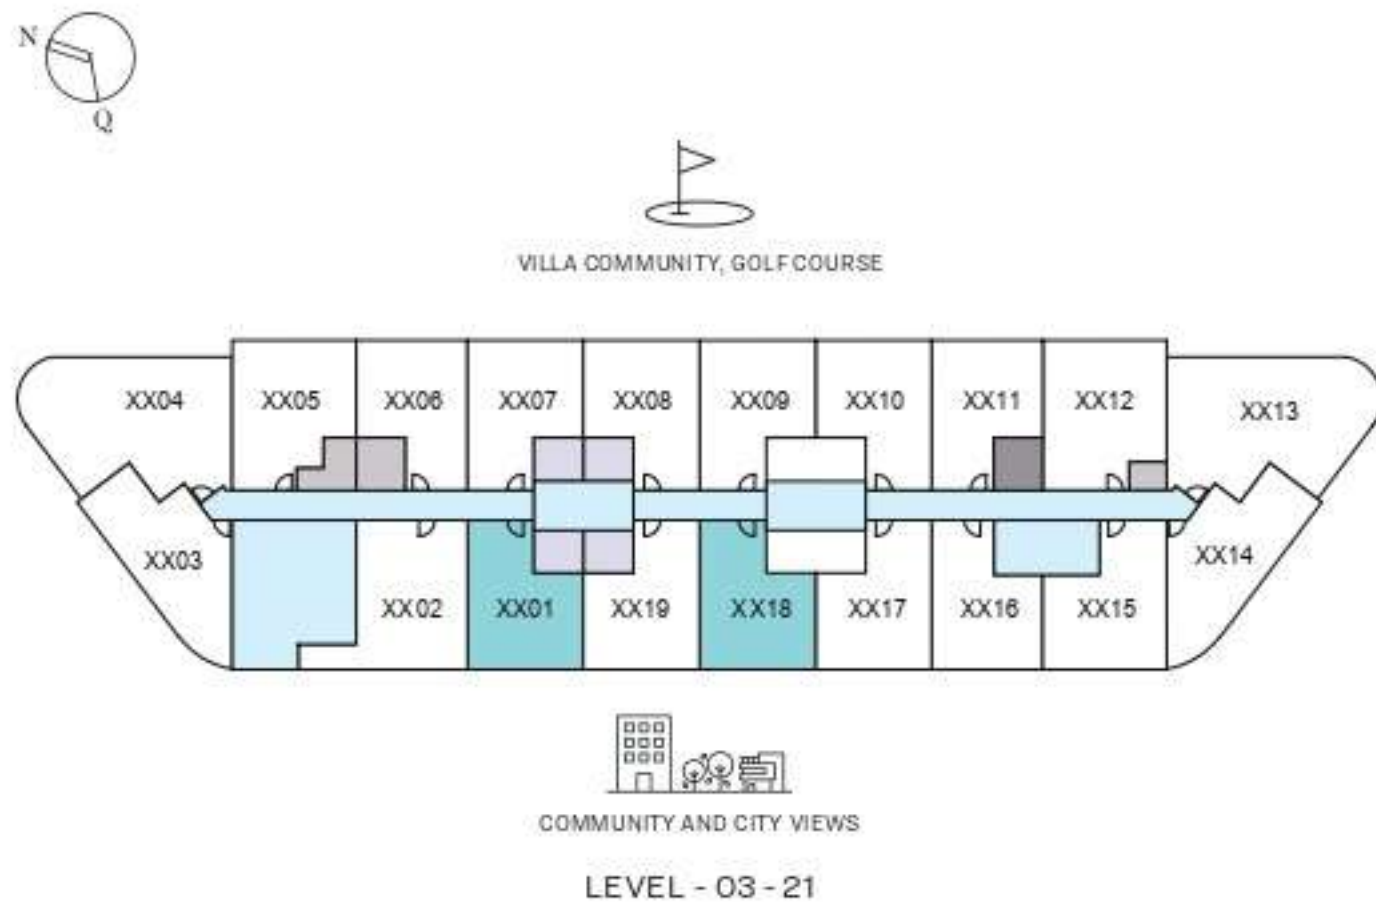 N
Q
VILLA COMMUNITY, GOLF COURSE
XX04 XX05 XX06 XX07 XX08 XX09 XX10 XX11 XX12 XX13
XX03 XX02 XX01 XX19 XX18 XX17 XX16 XX15 XX14
COMMUNITY AND CITY VIEWS
LEVEL - 03 - 21